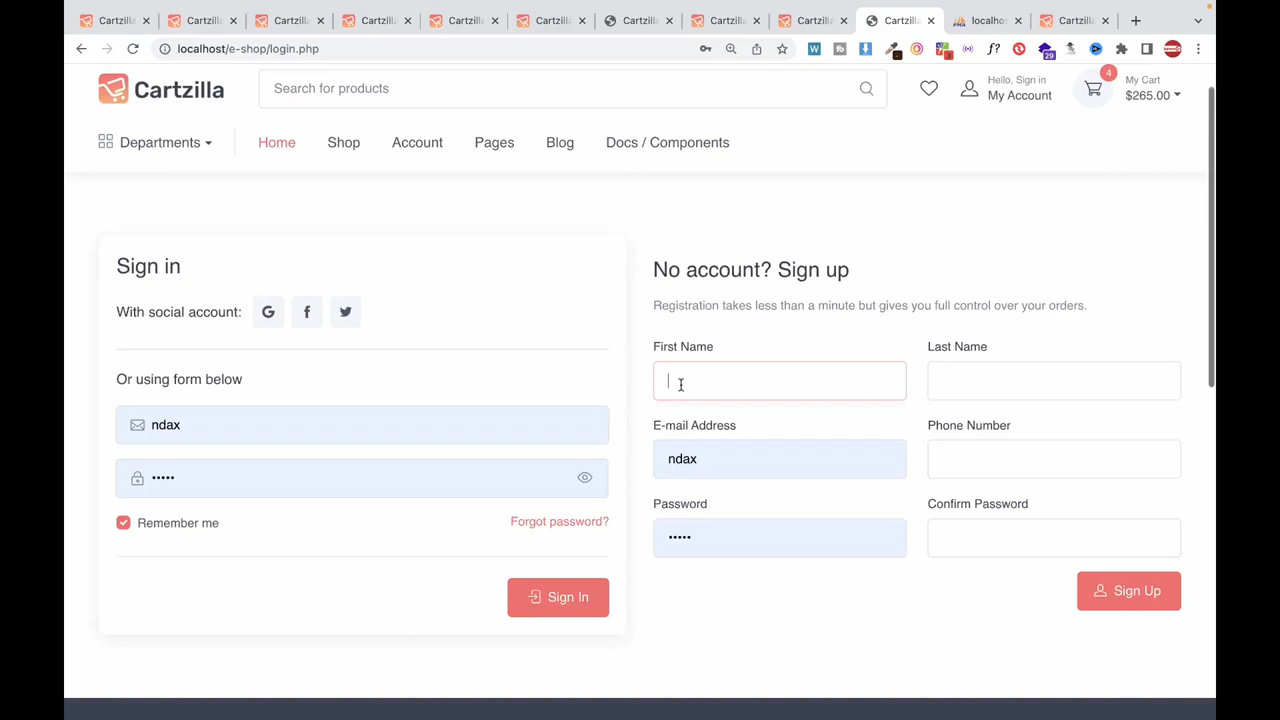 Cartzilla
Cartzilla
Cartzilla
Cartzilla
Cartzilla
Cartzilla
Cartzilla
Cartzilla
Cartzilla
Cartzilla
localhos
Cartzilla
localhost/e-shop/login.php
Cartzilla
Search for products
Hello, Sign in
My Account
4
My Cart
$265.00
Departments
Home
Shop
Account
Pages
Blog
Docs / Components
Sign in
With social account:
Or using form below
ndax
•••••
Remember me
Forgot password?
Sign In
No account? Sign up
Registration takes less than a minute but gives you full control over your orders.
First Name
Last Name
E-mail Address
Phone Number
ndax
Password
Confirm Password
•••••
Sign Up